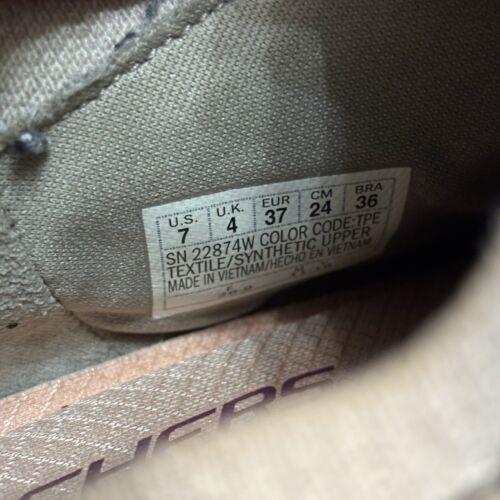 U.S. U.K. EUR CM BRA
7 4 37 24 36
SN 22874W COLOR CODE:TPE
TEXTILE/SYNTHETIC UPPER
MADE IN VIETNAM/HECHO EN VIETNAM
CHERS